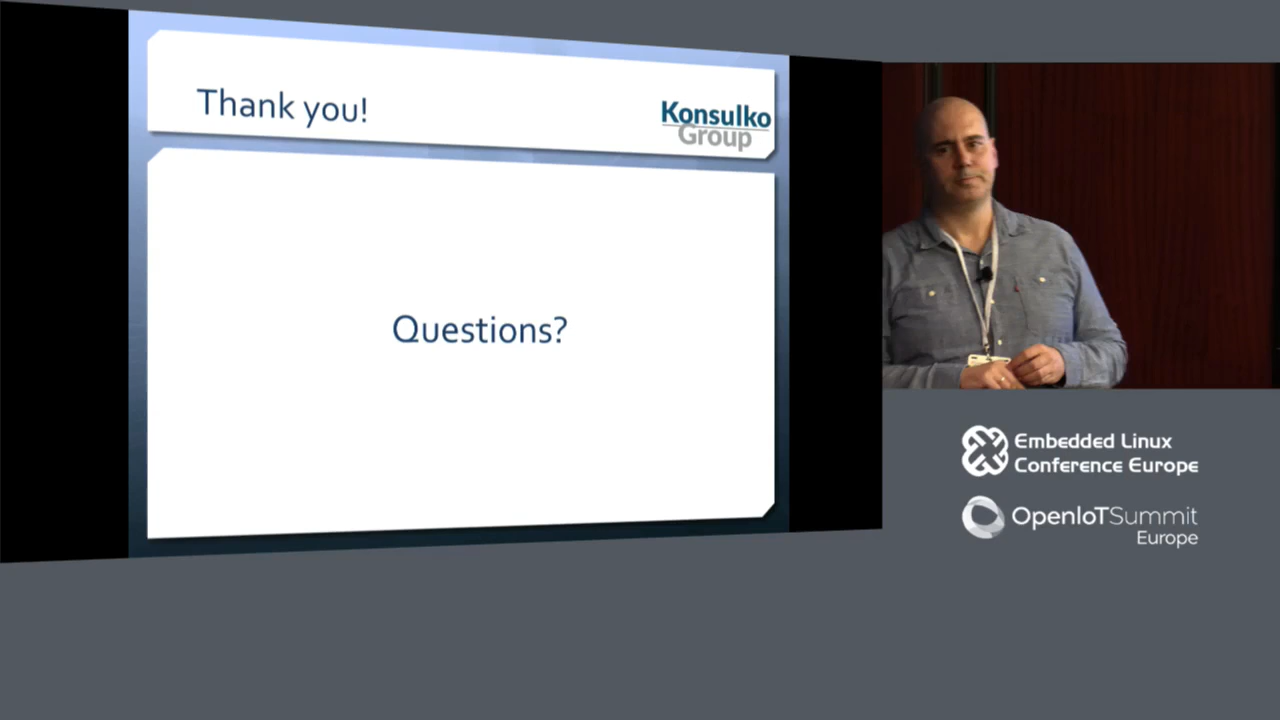 Thank you!
Konsulko
Group
Questions?
Embedded Linux
Conference Europe
OpenIoTSummit
Europe